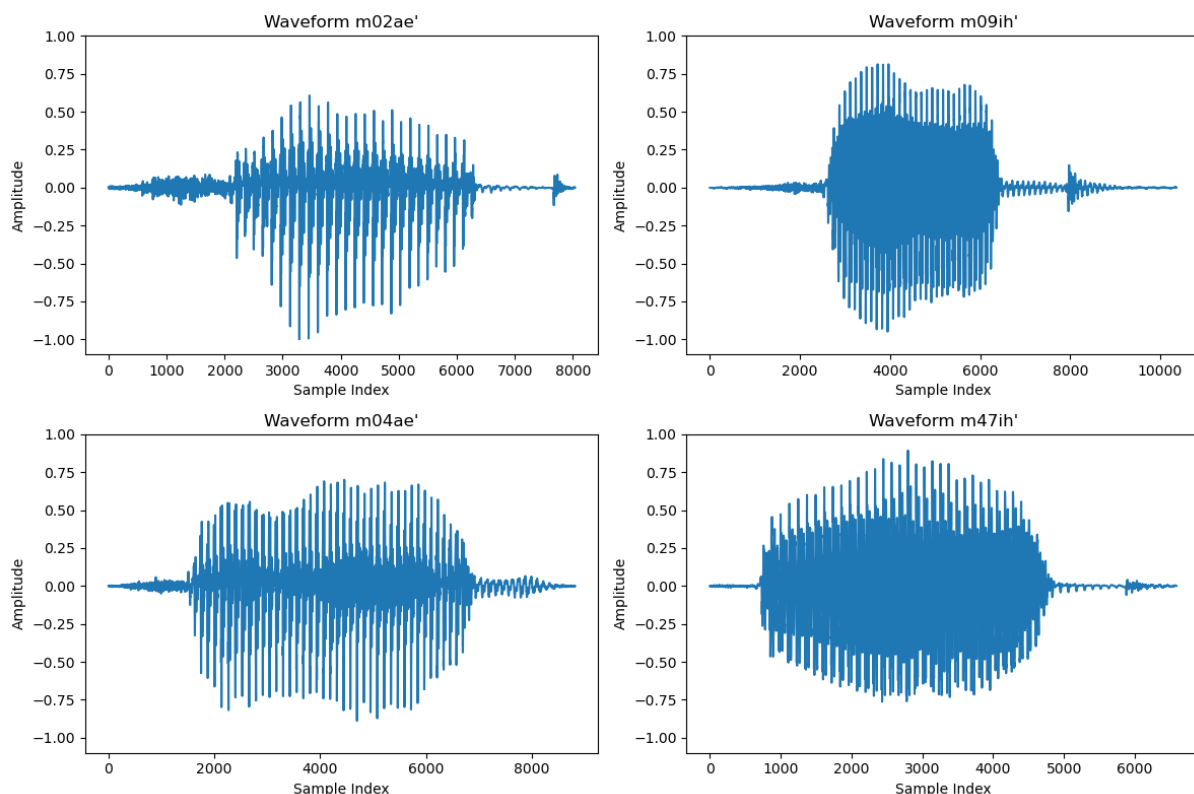 Waveform m02ae'
1.00
0.75
0.50
0.25
0.00
−0.25
−0.50
−0.75
−1.00
Amplitude
0 1000 2000 3000 4000 5000 6000 7000 8000
Sample Index
Waveform m09ih'
1.00
0.75
0.50
0.25
0.00
−0.25
−0.50
−0.75
−1.00
Amplitude
0 2000 4000 6000 8000 10000
Sample Index
Waveform m04ae'
1.00
0.75
0.50
0.25
0.00
−0.25
−0.50
−0.75
−1.00
Amplitude
0 2000 4000 6000 8000
Sample Index
Waveform m47ih'
1.00
0.75
0.50
0.25
0.00
−0.25
−0.50
−0.75
−1.00
Amplitude
0 1000 2000 3000 4000 5000 6000
Sample Index